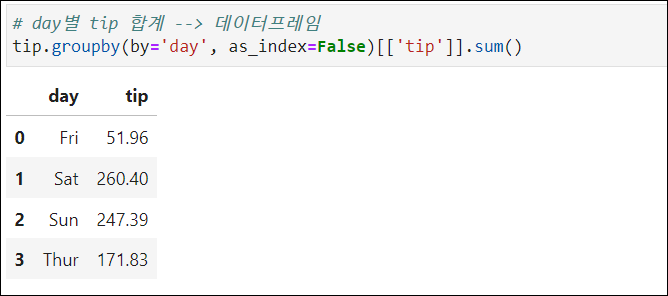 # day별 tip 합계 --> 데이터프레임
tip.groupby(by='day', as_index=False)[['tip']].sum()
day tip
0 Fri 51.96
1 Sat 260.40
2 Sun 247.39
3 Thur 171.83